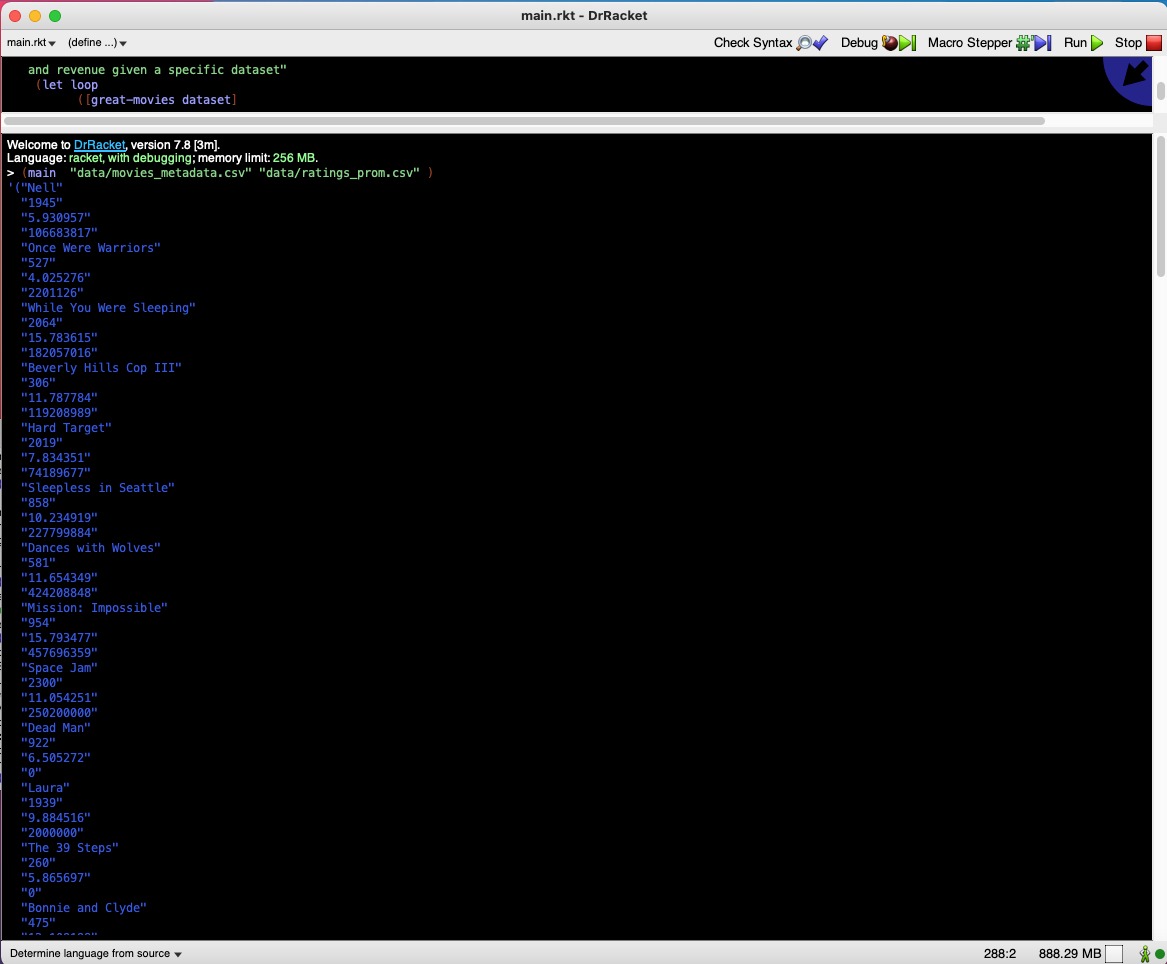 main.rkt - DrRacket
main.rkt (define ...) Check Syntax Debug Macro Stepper Run Stop
and revenue given a specific dataset"
(let loop
([great-movies dataset]
Welcome to DrRacket, version 7.8 [3m].
Language: racket, with debugging; memory limit: 256 MB.
> (main "data/movies_metadata.csv" "data/ratings_prom.csv" )
'("Nell"
"1945"
"5.930957"
"106683817"
"Once Were Warriors"
"527"
"4.025276"
"2201126"
"While You Were Sleeping"
"2064"
"15.783615"
"182057016"
"Beverly Hills Cop III"
"306"
"11.787784"
"119208989"
"Hard Target"
"2019"
"7.834351"
"74189677"
"Sleepless in Seattle"
"858"
"10.234919"
"227799884"
"Dances with Wolves"
"581"
"11.654349"
"424208848"
"Mission: Impossible"
"954"
"15.793477"
"457696359"
"Space Jam"
"2300"
"11.054251"
"250200000"
"Dead Man"
"922"
"6.505272"
"0"
"Laura"
"1939"
"9.884516"
"2000000"
"The 39 Steps"
"260"
"5.865697"
"0"
"Bonnie and Clyde"
"475"
Determine language from source 288:2 888.29 MB